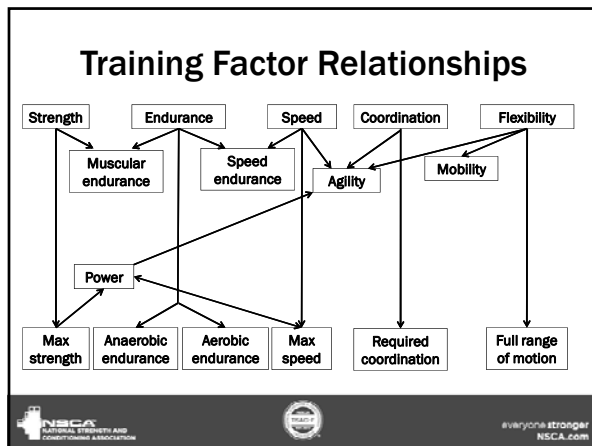 Training Factor Relationships
Strength
Endurance
Speed
Coordination
Flexibility
Muscular
endurance
Speed
endurance
Agility
Mobility
Power
Max
strength
Anaerobic
endurance
Aerobic
endurance
Max
speed
Required
coordination
Full range
of motion
NSCA
NATIONAL STRENGTH AND
CONDITIONING ASSOCIATION
everyone stronger
NSCA.com